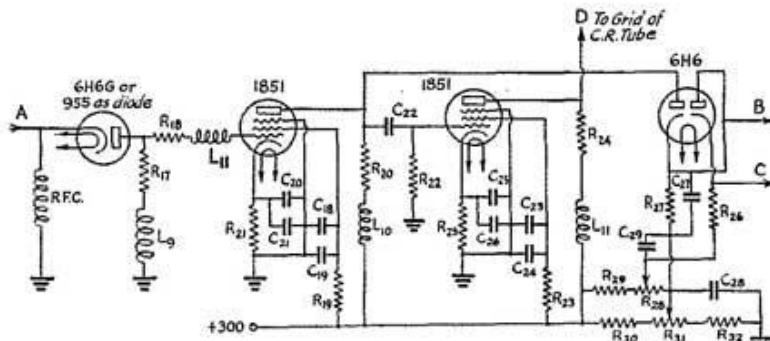 D To Grid of
C.R. Tube
6H6
6H6G or
955 as diode
1851
1851
A
B
C
R18
L11
C22
R24
R17
R.F.C.
L9
C20
C18
C21
R21
C19
R19
R20
L10
R22
C25
C23
C26
R25
C24
R23
L11
C27
R27
R26
C29
R29
R28
C28
+300
R30
R31
R32